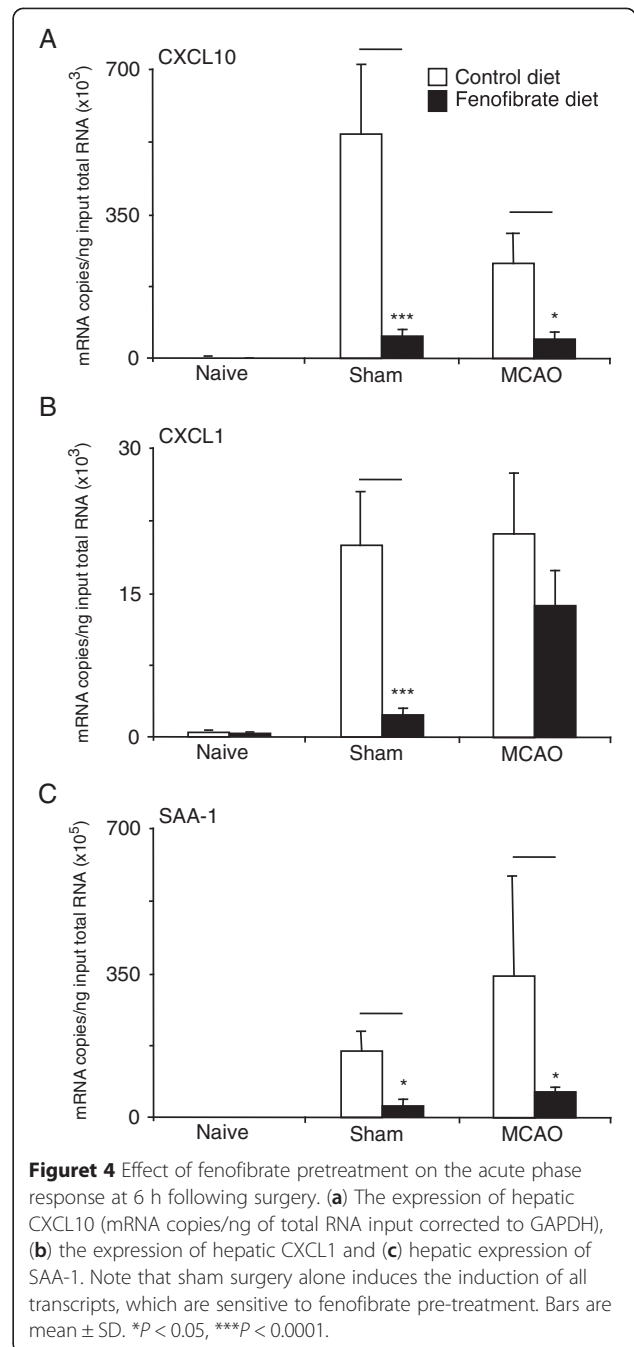 A
CXCL10
mRNA copies/ng input total RNA (x10³)
700
350
0
Control diet
Fenofibrate diet
***
*
Naive Sham MCAO
B
CXCL1
mRNA copies/ng input total RNA (x10³)
30
15
0
***
Naive Sham MCAO
C
SAA-1
mRNA copies/ng input total RNA (x10⁵)
700
350
0
*
*
Naive Sham MCAO
Figuret 4 Effect of fenofibrate pretreatment on the acute phase
response at 6 h following surgery. (a) The expression of hepatic
CXCL10 (mRNA copies/ng of total RNA input corrected to GAPDH),
(b) the expression of hepatic CXCL1 and (c) hepatic expression of
SAA-1. Note that sham surgery alone induces the induction of all
transcripts, which are sensitive to fenofibrate pre-treatment. Bars are
mean ± SD. *P < 0.05, ***P < 0.0001.